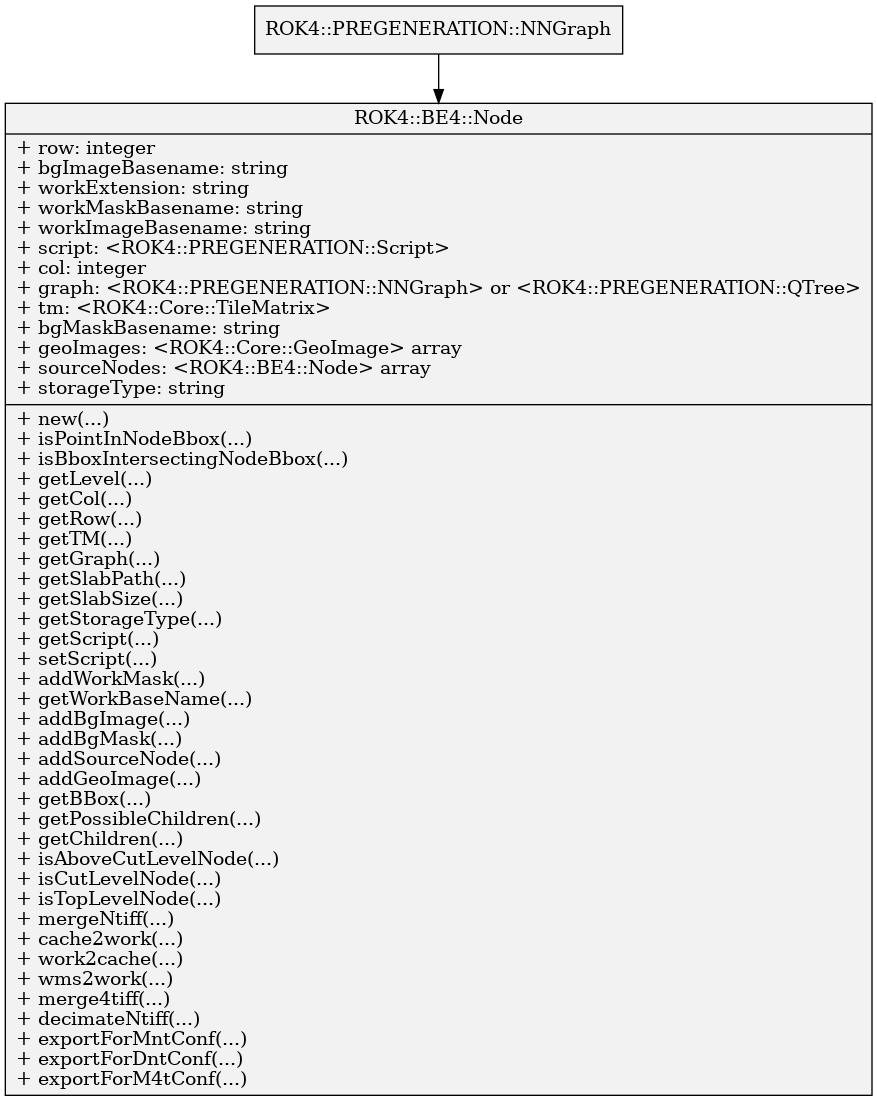 ROK4::PREGENERATION::NNGraph
ROK4::BE4::Node
+ row: integer
+ bgImageBasename: string
+ workExtension: string
+ workMaskBasename: string
+ workImageBasename: string
+ script: <ROK4::PREGENERATION::Script>
+ col: integer
+ graph: <ROK4::PREGENERATION::NNGraph> or <ROK4::PREGENERATION::QTree>
+ tm: <ROK4::Core::TileMatrix>
+ bgMaskBasename: string
+ geoImages: <ROK4::Core::GeoImage> array
+ sourceNodes: <ROK4::BE4::Node> array
+ storageType: string
+ new(...)
+ isPointInNodeBbox(...)
+ isBboxIntersectingNodeBbox(...)
+ getLevel(...)
+ getCol(...)
+ getRow(...)
+ getTM(...)
+ getGraph(...)
+ getSlabPath(...)
+ getSlabSize(...)
+ getStorageType(...)
+ getScript(...)
+ setScript(...)
+ addWorkMask(...)
+ getWorkBaseName(...)
+ addBgImage(...)
+ addBgMask(...)
+ addSourceNode(...)
+ addGeoImage(...)
+ getBBox(...)
+ getPossibleChildren(...)
+ getChildren(...)
+ isAboveCutLevelNode(...)
+ isCutLevelNode(...)
+ isTopLevelNode(...)
+ mergeNtiff(...)
+ cache2work(...)
+ work2cache(...)
+ wms2work(...)
+ merge4tiff(...)
+ decimateNtiff(...)
+ exportForMntConf(...)
+ exportForDntConf(...)
+ exportForM4tConf(...)